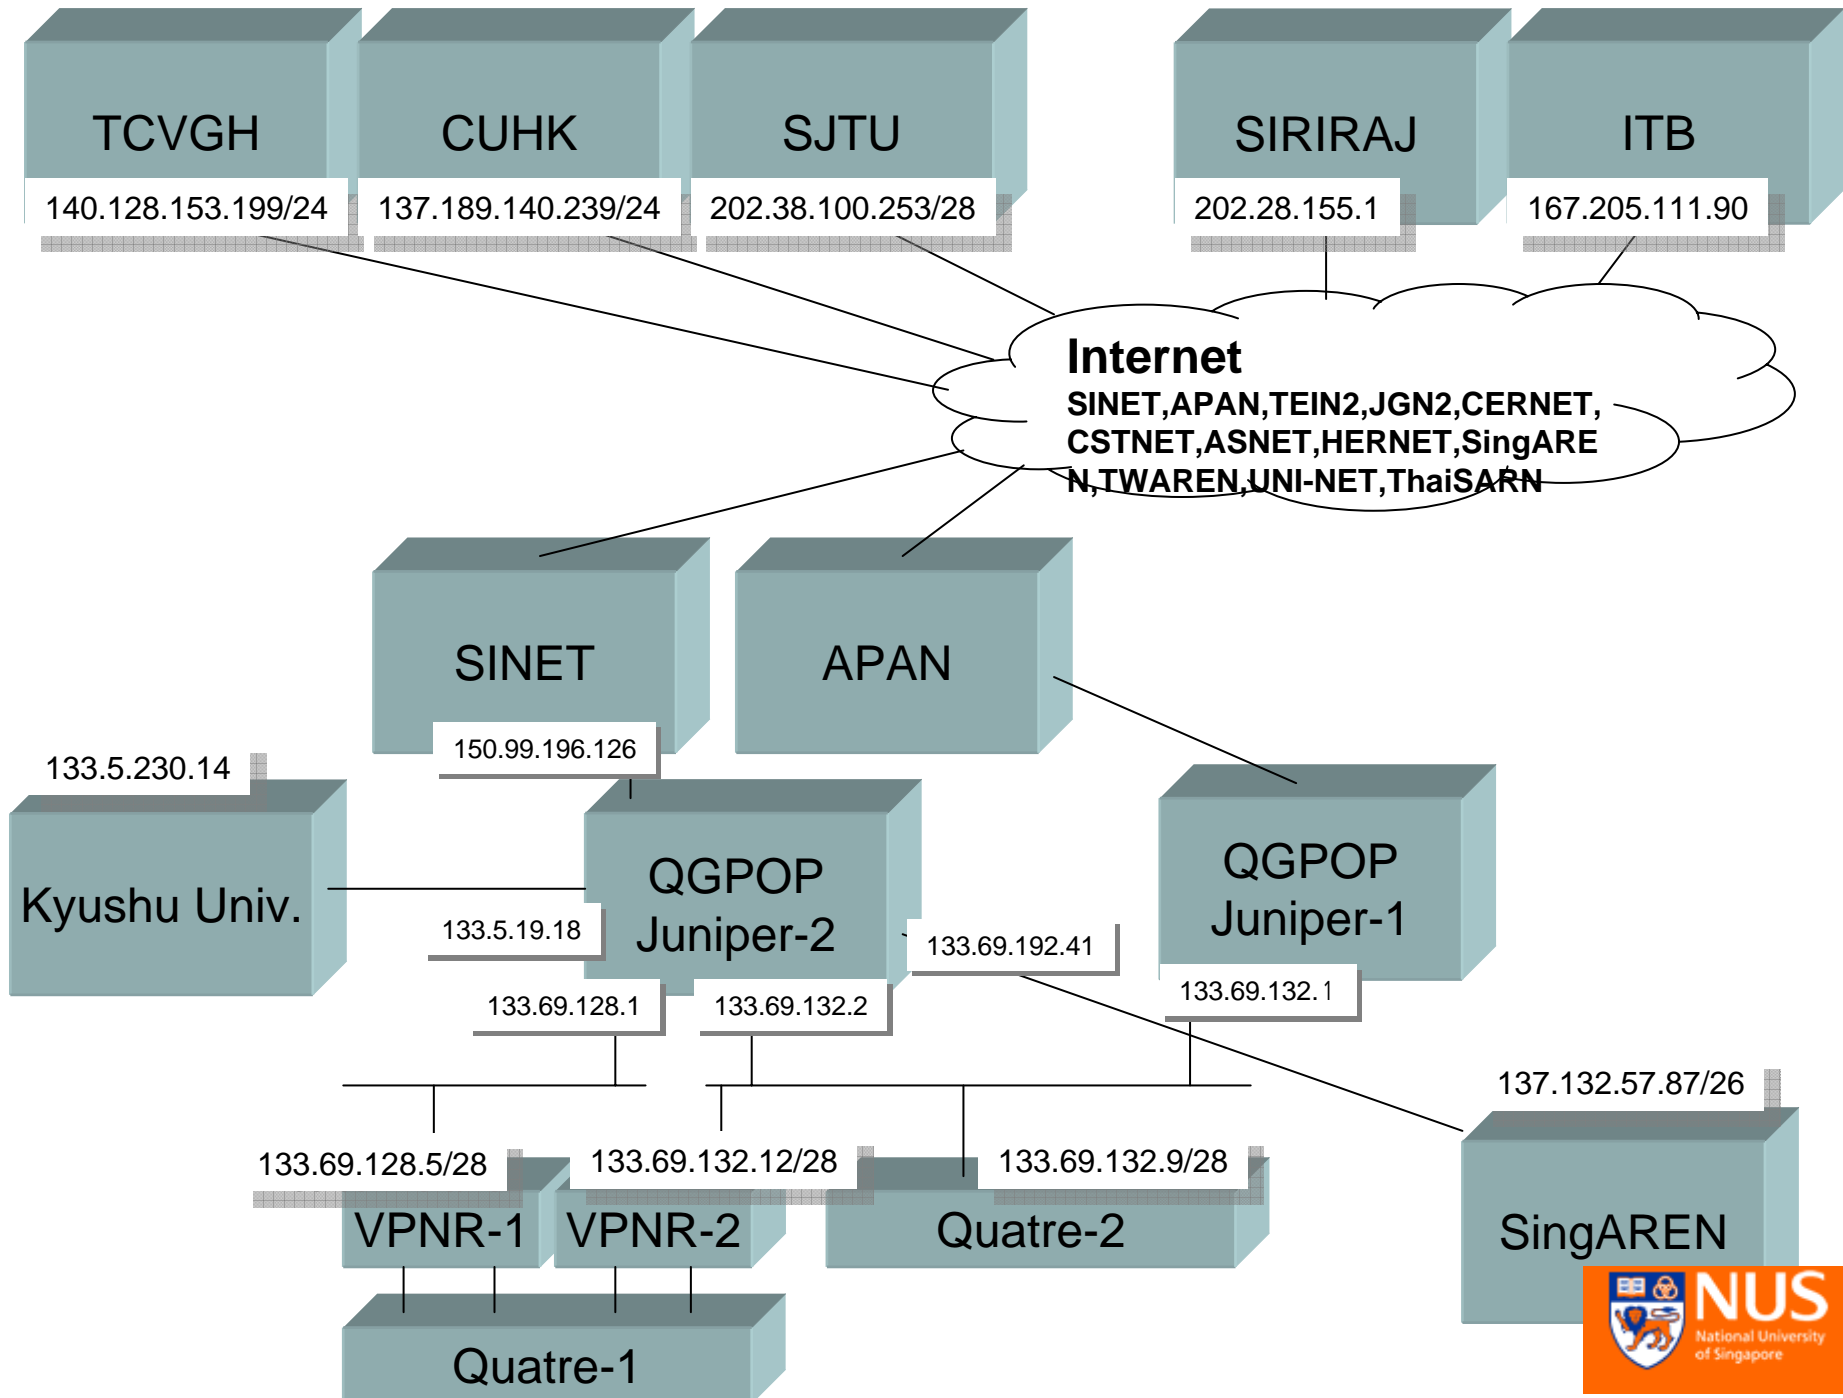 TCVGH
CUHK
SJTU
SIRIRAJ
ITB
140.128.153.199/24
137.189.140.239/24
202.38.100.253/28
202.28.155.1
167.205.111.90
Internet
SINET,APAN,TEIN2,JGN2,CERNET,
CSTNET,ASNET,HERNET,SingARE
N,TWAREN,UNI-NET,ThaiSARN
SINET
APAN
150.99.196.126
133.5.230.14
Kyushu Univ.
QGPOP
Juniper-2
QGPOP
Juniper-1
133.5.19.18
133.69.192.41
133.69.128.1
133.69.132.2
133.69.132.1
137.132.57.87/26
133.69.128.5/28
133.69.132.12/28
133.69.132.9/28
VPNR-1
VPNR-2
Quatre-2
SingAREN
Quatre-1
NUS
National University
of Singapore